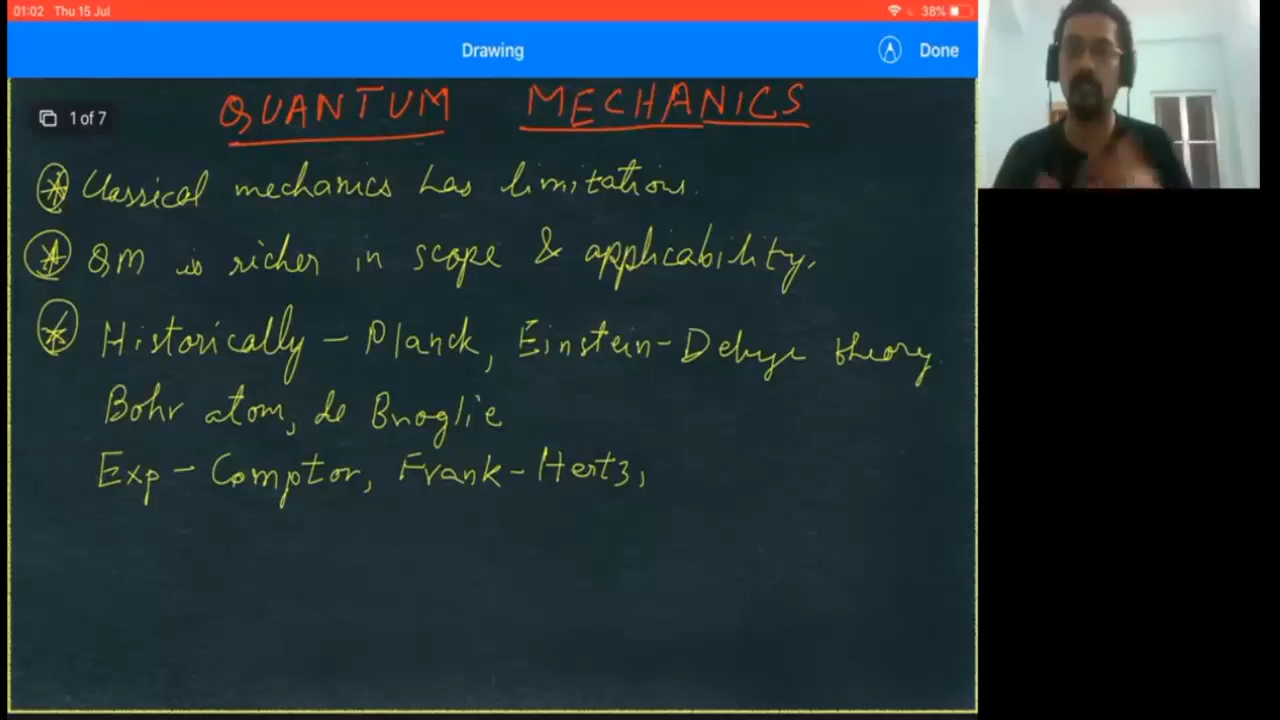 01:02 Thu 15 Jul 38%
Drawing Done
1 of 7
QUANTUM MECHANICS
Classical mechanics has limitations.
QM is richer in scope & applicability.
Historically - Planck, Einstein-Debye theory.
Bohr atom, de Broglie
Exp - Compton, Frank-Hertz,